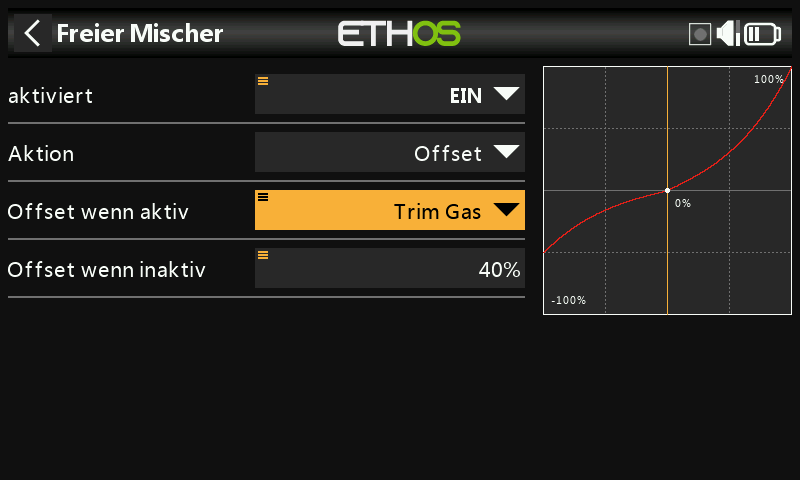 Freier Mischer
ETHOS
aktiviert
EIN
Aktion
Offset
Offset wenn aktiv
Trim Gas
Offset wenn inaktiv
40%
100%
0%
-100%